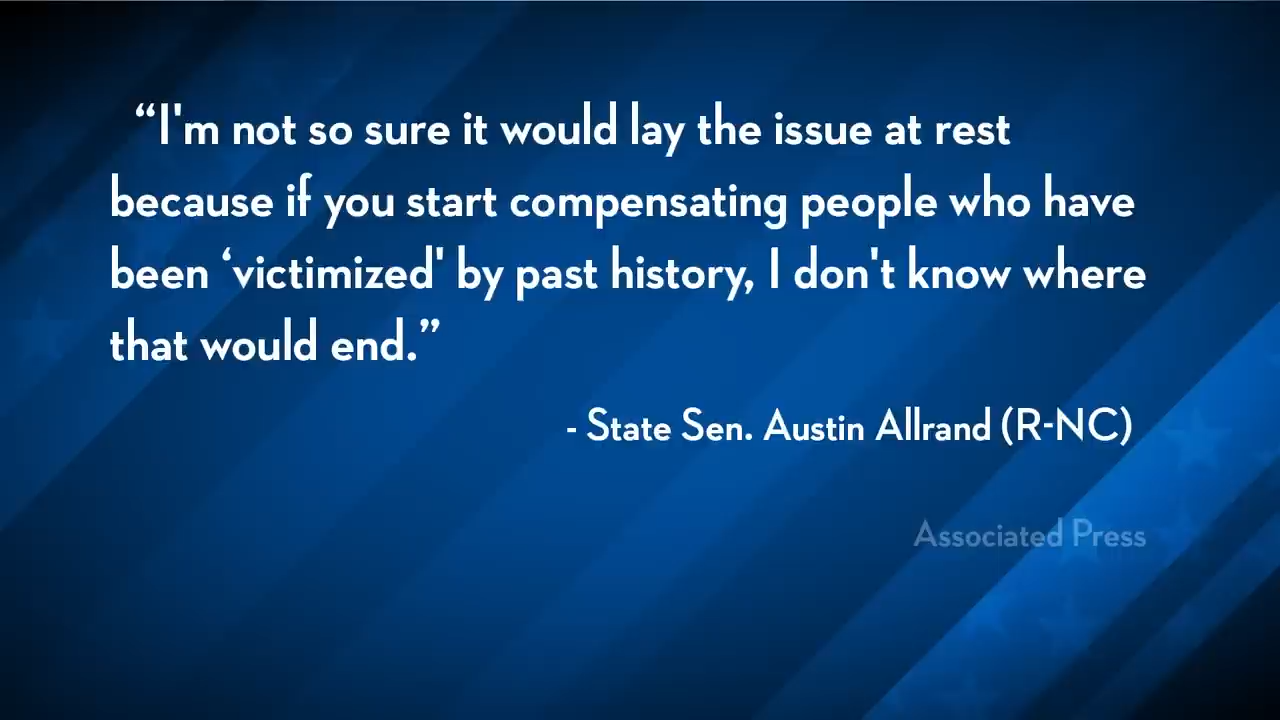 “I'm not so sure it would lay the issue at rest
because if you start compensating people who have
been ‘victimized' by past history, I don't know where
that would end.”
- State Sen. Austin Allrand (R-NC)
Associated Press